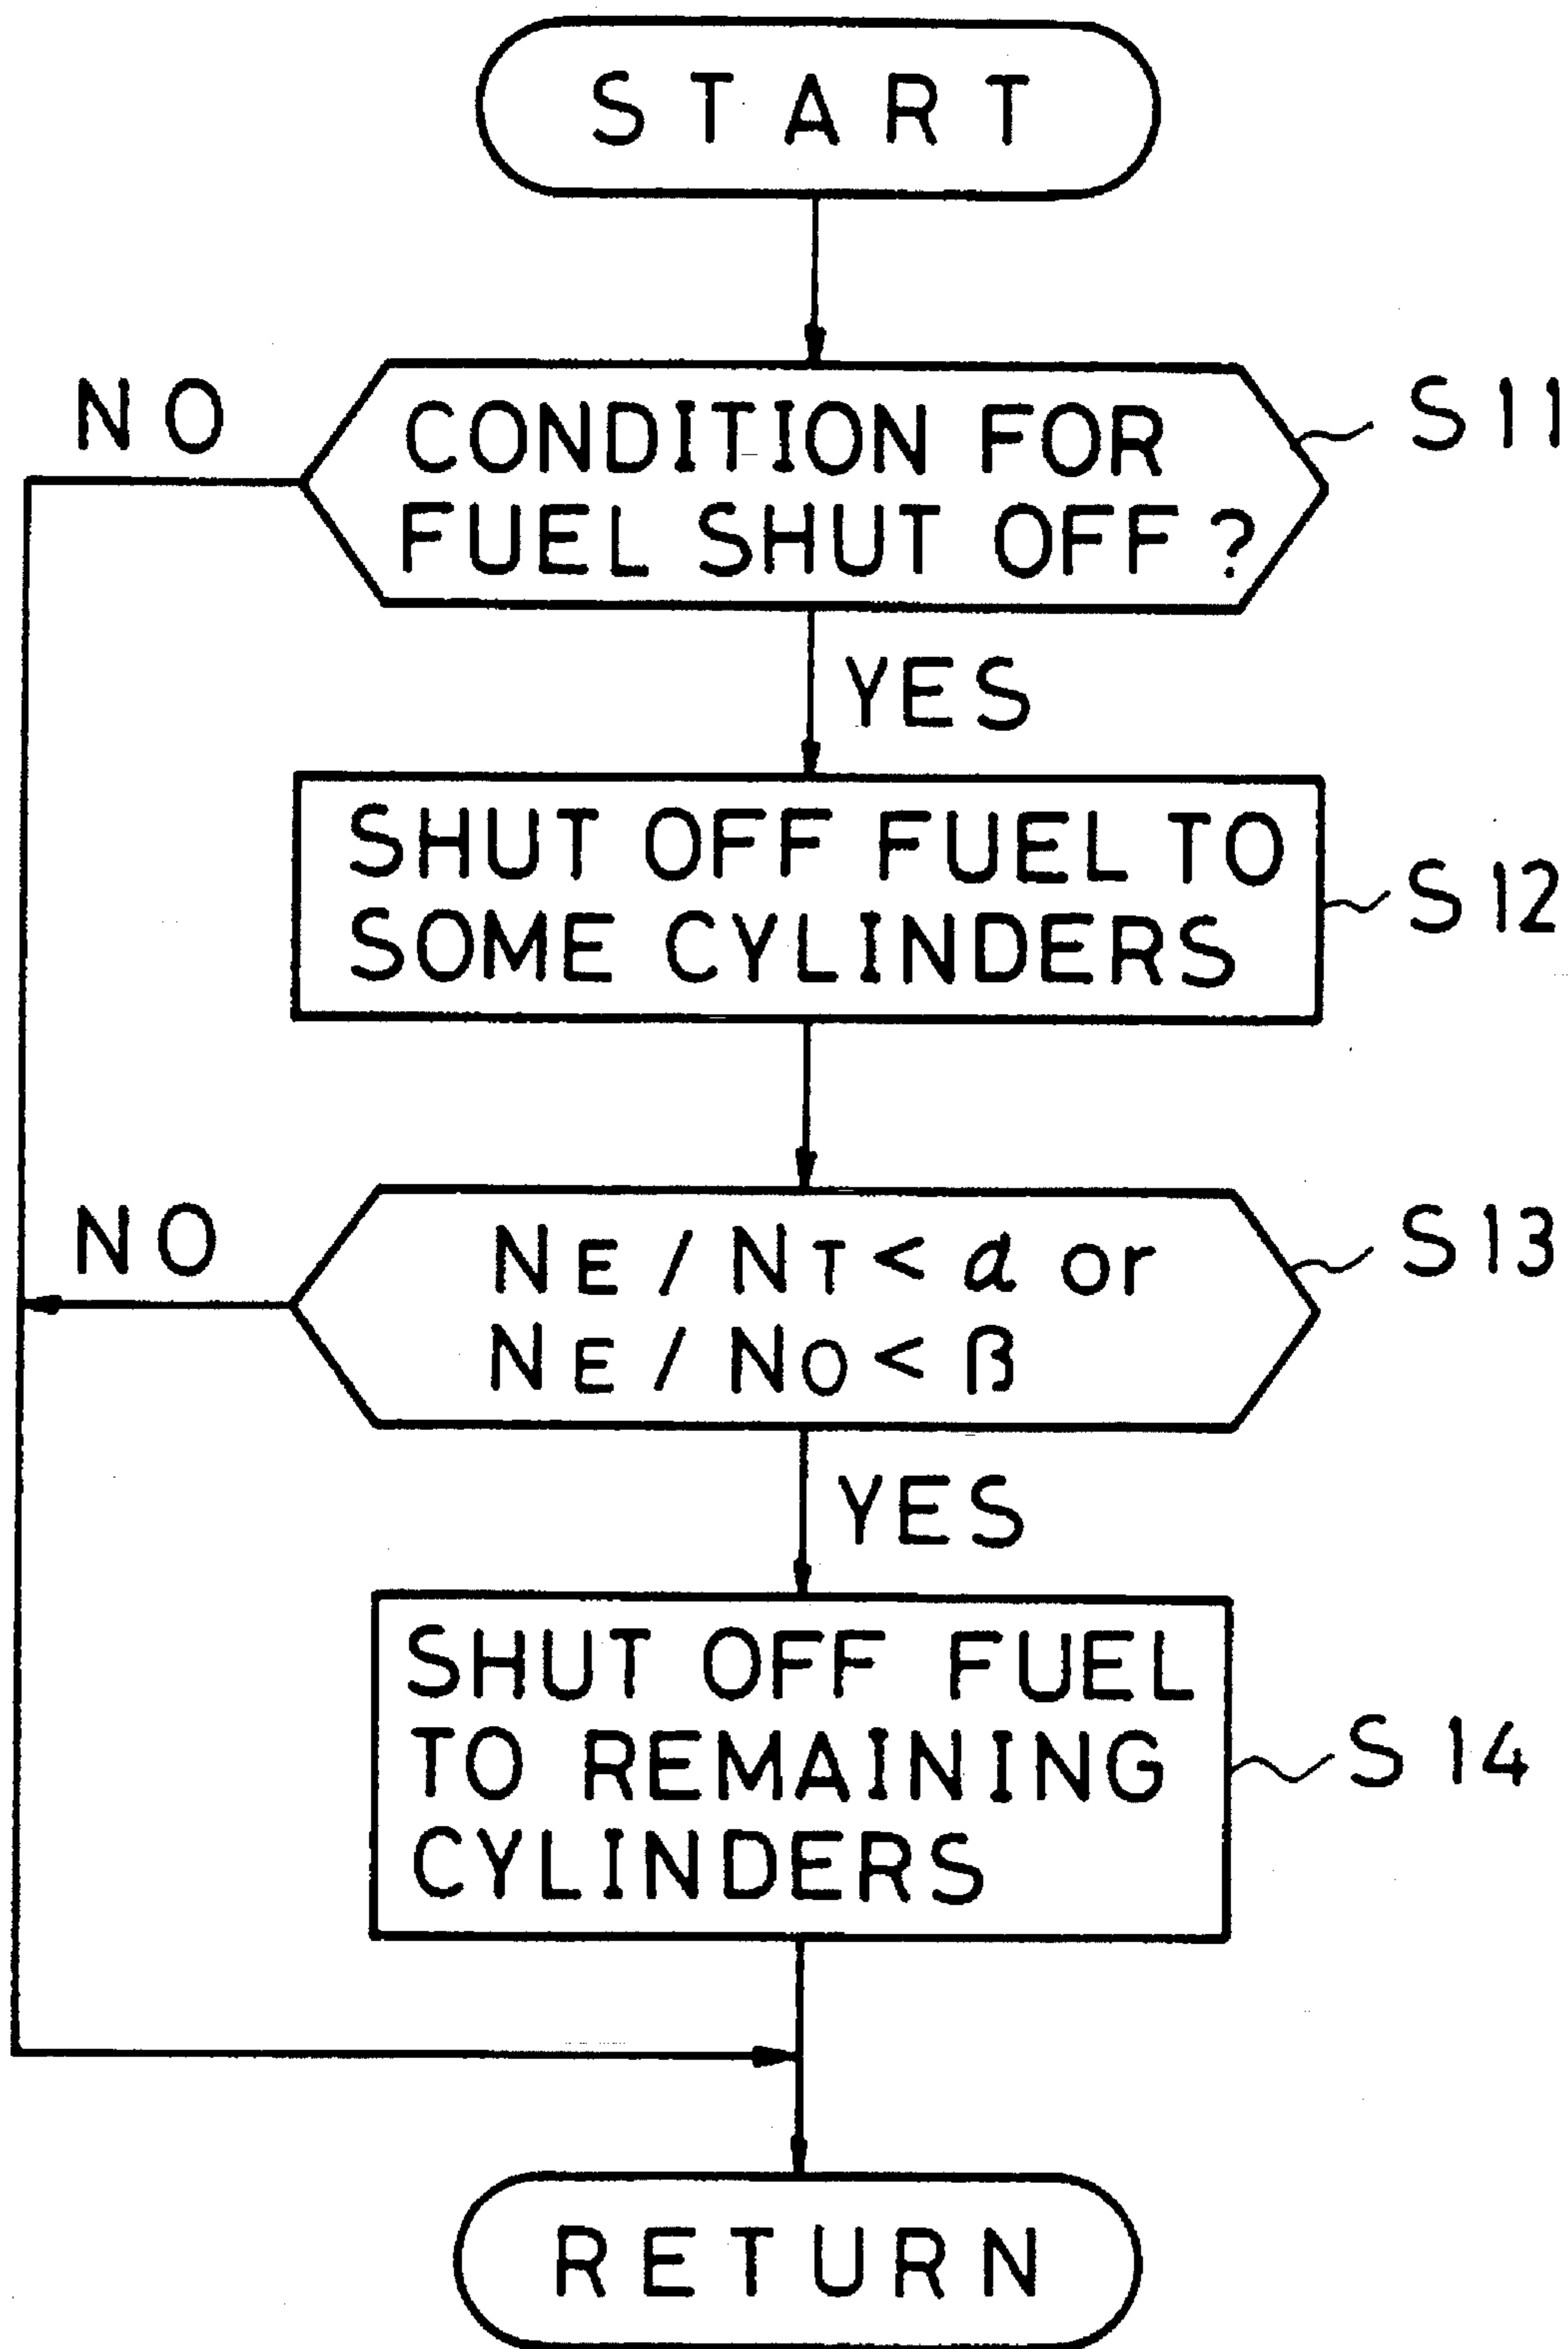 START
NO
CONDITION FOR
FUEL SHUT OFF ?
S11
YES
SHUT OFF FUEL TO
SOME CYLINDERS
S12
NO
NE / NT < α or
NE / NO < β
S13
YES
SHUT OFF FUEL
TO REMAINING
CYLINDERS
S14
RETURN